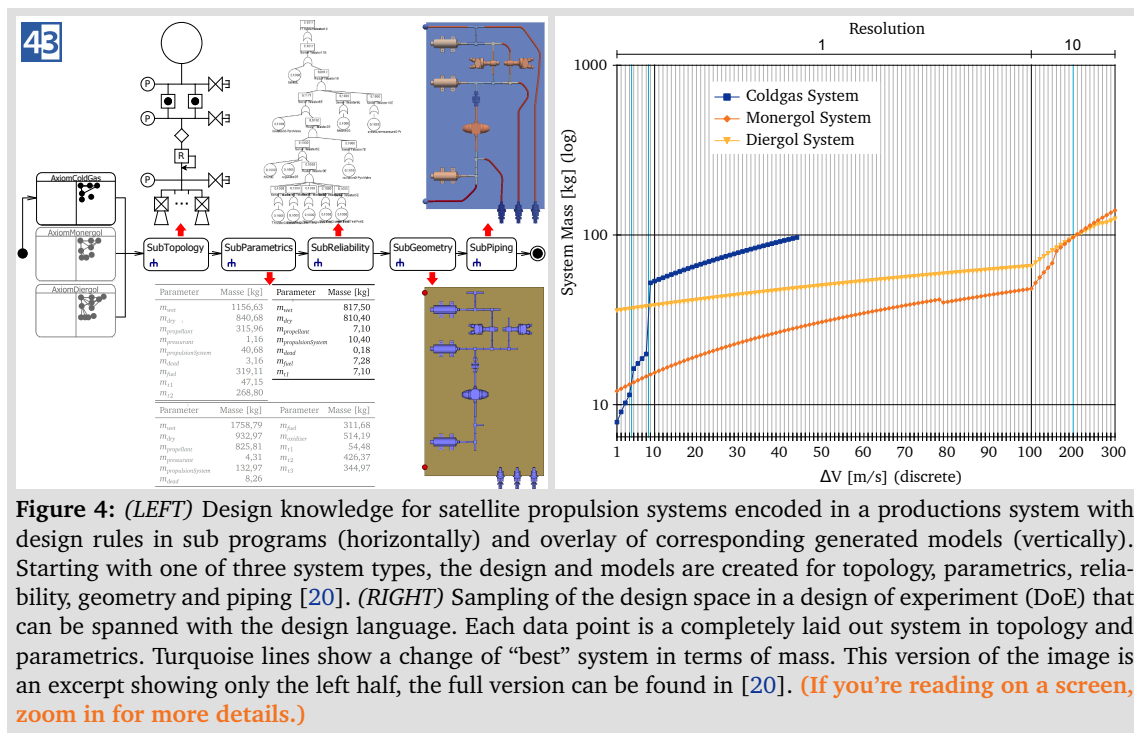 43
P
P
R
P
AxiomColdGas
AxiomMonergol
AxiomDiergol
SubTopology
SubParametrics
SubReliability
SubGeometry
SubPiping
Parameter Masse [kg]
m_wet 1156,63
m_dry 840,68
m_propellant 315,96
m_pressurant 1,16
m_propulsionSystem 40,68
m_dead 3,16
m_fuel 319,11
m_t1 47,15
m_t2 268,80
Parameter Masse [kg]
m_wet 817,50
m_dry 810,40
m_propellant 7,10
m_propulsionSystem 10,40
m_dead 0,18
m_fuel 7,28
m_t1 7,10
Parameter Masse [kg] Parameter Masse [kg]
m_wet 1758,79 m_fuel 311,68
m_dry 932,97 m_oxidizer 514,19
m_propellant 825,81 m_t1 54,48
m_pressurant 4,31 m_t2 426,37
m_propulsionSystem 132,97 m_t3 344,97
m_dead 8,26
Resolution
1 10
1000
100
10
System Mass [kg] (log)
Coldgas System
Monergol System
Diergol System
1 10 20 30 40 50 60 70 80 90 100 200 300
ΔV [m/s] (discrete)
Figure 4: (LEFT) Design knowledge for satellite propulsion systems encoded in a productions system with
design rules in sub programs (horizontally) and overlay of corresponding generated models (vertically).
Starting with one of three system types, the design and models are created for topology, parametrics, relia-
bility, geometry and piping [20]. (RIGHT) Sampling of the design space in a design of experiment (DoE) that
can be spanned with the design language. Each data point is a completely laid out system in topology and
parametrics. Turquoise lines show a change of “best” system in terms of mass. This version of the image is
an excerpt showing only the left half, the full version can be found in [20]. (If you’re reading on a screen,
zoom in for more details.)